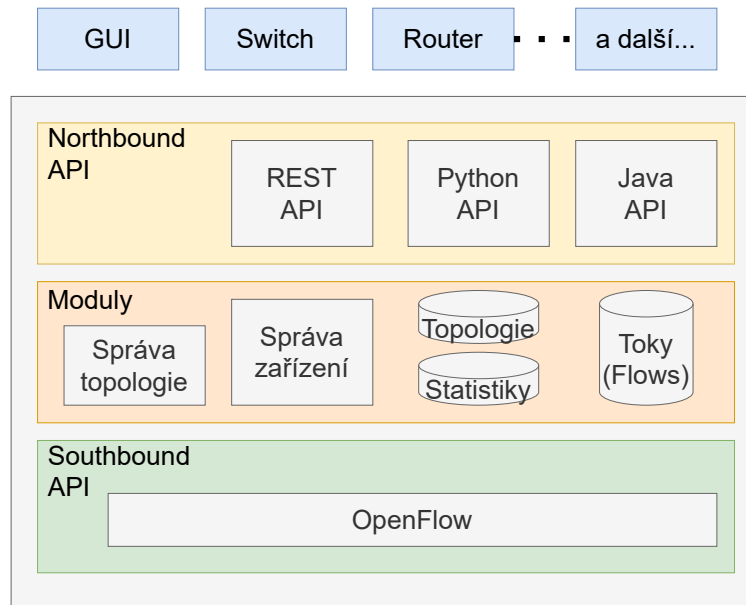 GUI
Switch
Router
a další...
Northbound
API
REST
API
Python
API
Java
API
Moduly
Správa
topologie
Správa
zařízení
Topologie
Statistiky
Toky
(Flows)
Southbound
API
OpenFlow